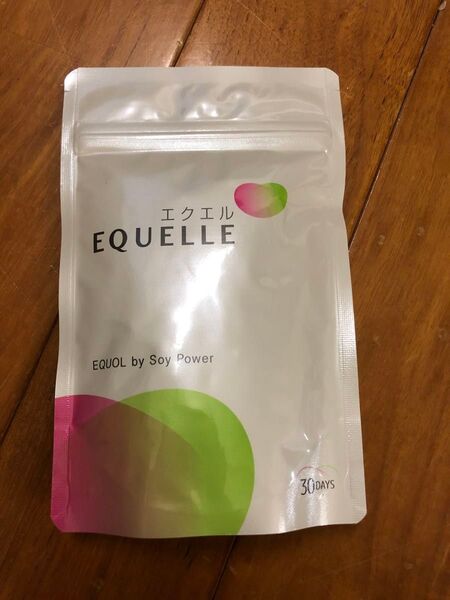 エクエル
EQUELLE
EQUOL by Soy Power
30DAYS